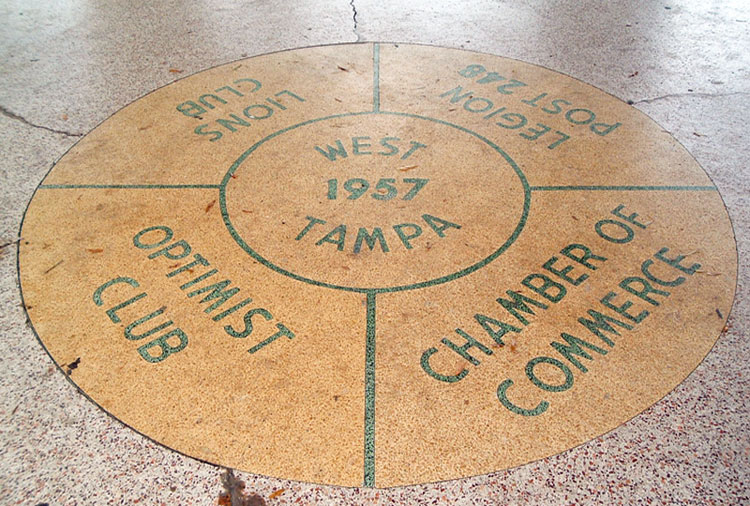 LIONS
CLUB
LEGION
POST 248
WEST
1957
TAMPA
OPTIMIST
CLUB
CHAMBER OF
COMMERCE